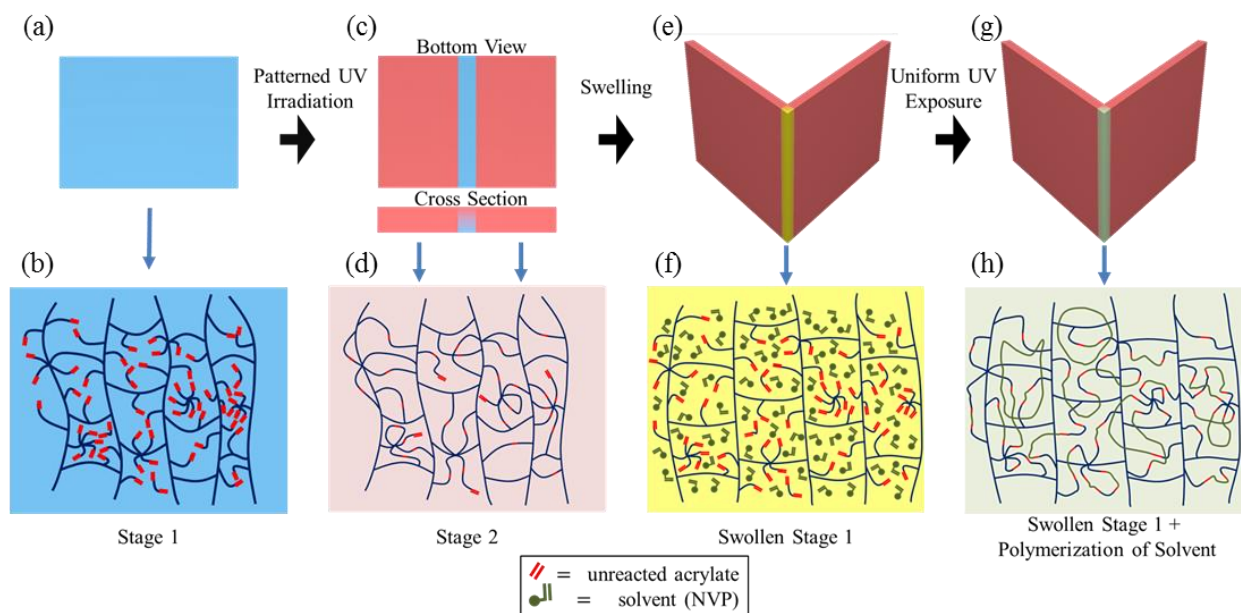 (a)
Patterned UV
Irradiation
(c)
Bottom View
Cross Section
Swelling
(e)
Uniform UV
Exposure
(g)
(b)
Stage 1
(d)
Stage 2
(f)
Swollen Stage 1
(h)
Swollen Stage 1 +
Polymerization of Solvent
= unreacted acrylate
= solvent (NVP)